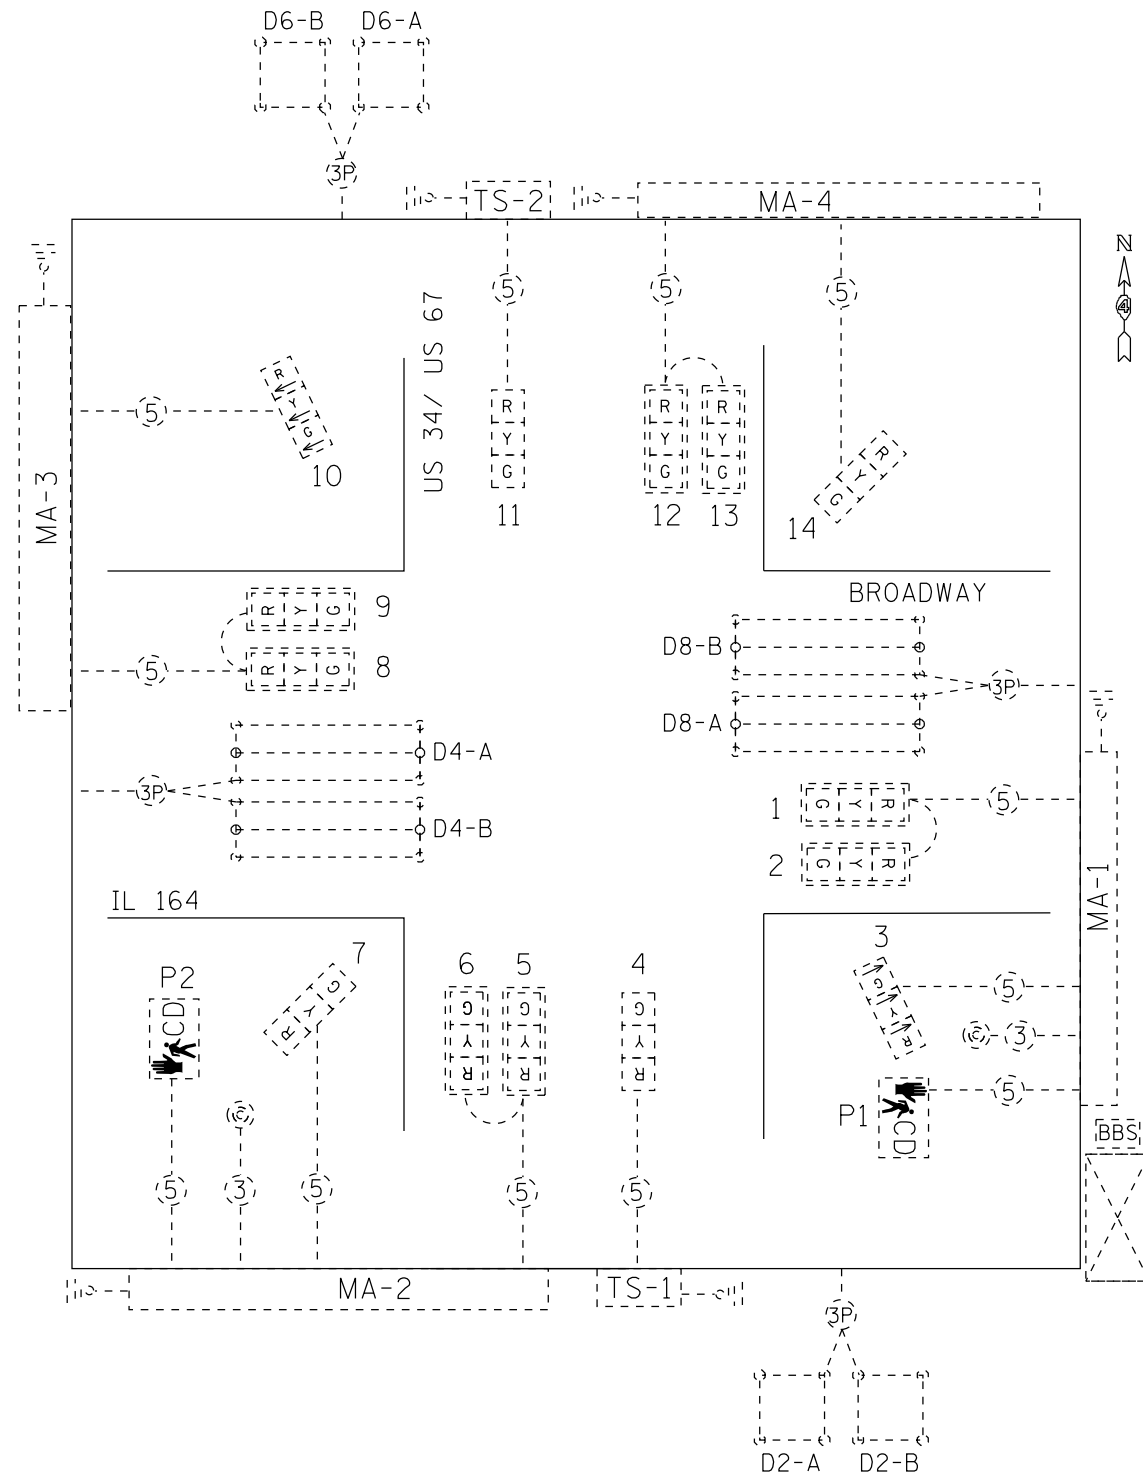 D6-B D6-A
3P
TS-2
MA-4
N
4
5
5
5
US 34/ US 67
MA-3
5
R
Y
G
10
R
Y
G
11
R
Y
G
12
R
Y
G
13
R
Y
G
14
BROADWAY
R Y G 9
5
R Y G 8
D8-B
3P
D8-A
D4-A
3P
D4-B
1 G Y R
5
2 G Y R
MA-1
IL 164
P2
CD
7
G
Y
R
6
G
Y
R
5
G
Y
R
4
G
Y
R
3
G
Y
R
5
C 3
5
P1
CD
C
BBS
5
3
5
5
5
MA-2
TS-1
3P
D2-A D2-B